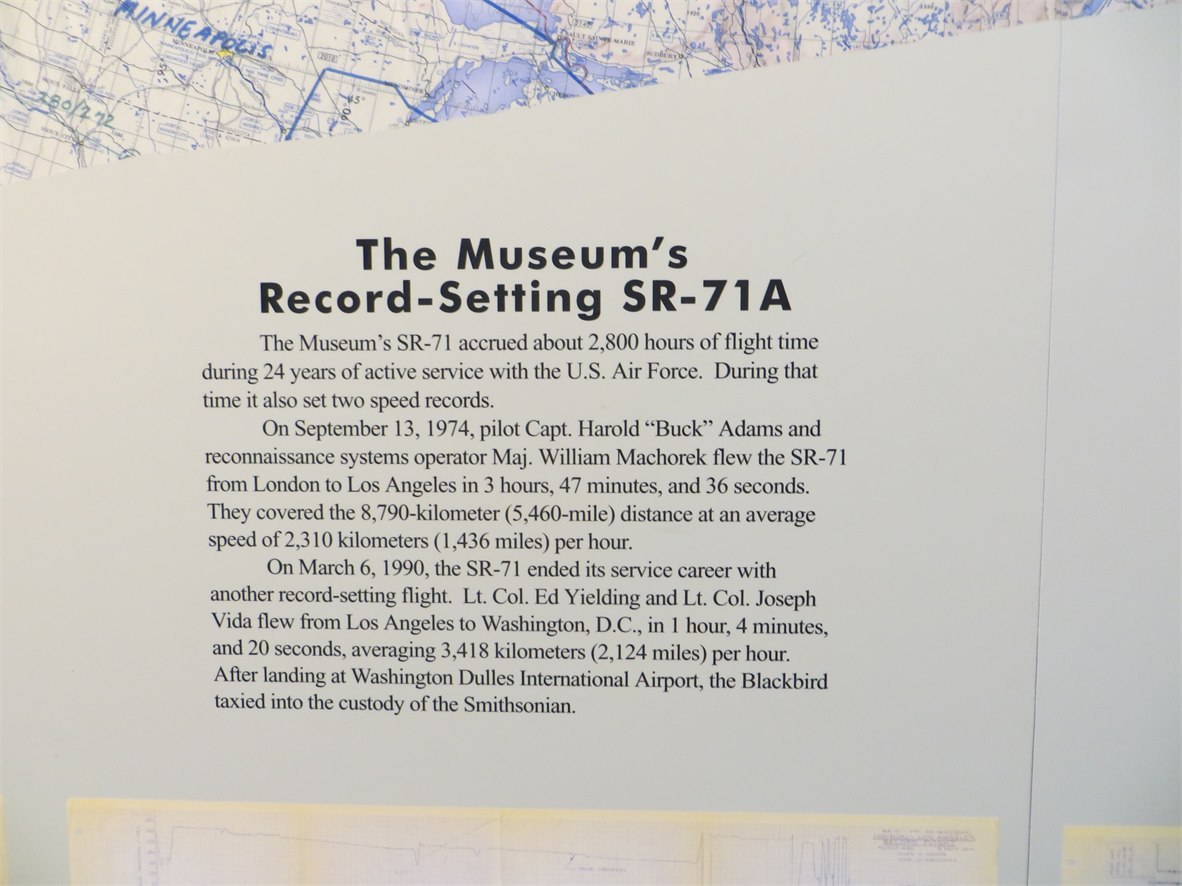 MINNEAPOLIS
280/272
The Museum's
Record-Setting SR-71A
The Museum's SR-71 accrued about 2,800 hours of flight time
during 24 years of active service with the U.S. Air Force.  During that
time it also set two speed records.
On September 13, 1974, pilot Capt. Harold “Buck” Adams and
reconnaissance systems operator Maj. William Machorek flew the SR-71
from London to Los Angeles in 3 hours, 47 minutes, and 36 seconds.
They covered the 8,790-kilometer (5,460-mile) distance at an average
speed of 2,310 kilometers (1,436 miles) per hour.
On March 6, 1990, the SR-71 ended its service career with
another record-setting flight.  Lt. Col. Ed Yielding and Lt. Col. Joseph
Vida flew from Los Angeles to Washington, D.C., in 1 hour, 4 minutes,
and 20 seconds, averaging 3,418 kilometers (2,124 miles) per hour.
After landing at Washington Dulles International Airport, the Blackbird
taxied into the custody of the Smithsonian.